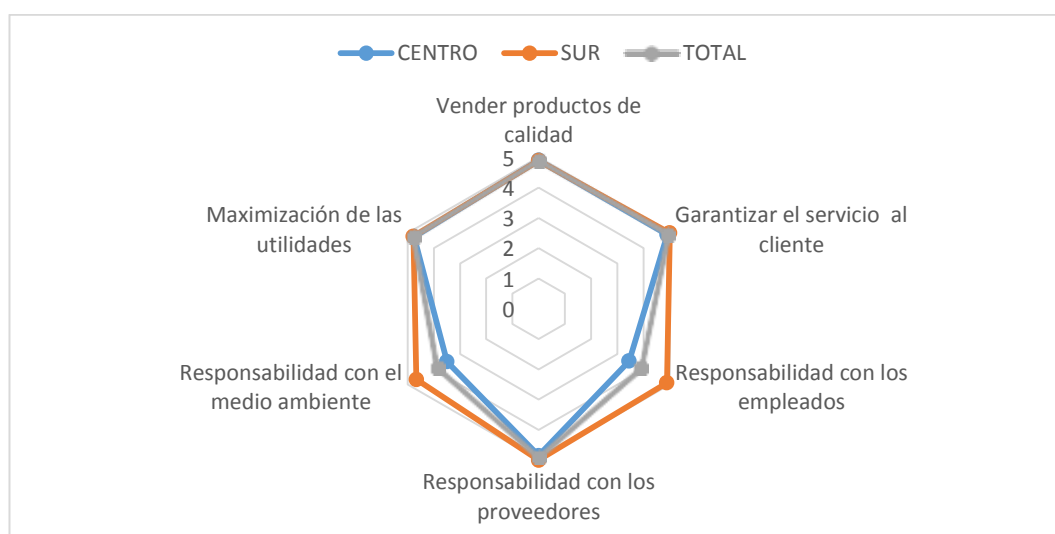 CENTRO SUR TOTAL
Vender productos de
calidad
5
4
3
2
1
0
Garantizar el servicio al
cliente
Responsabilidad con los
empleados
Responsabilidad con los
proveedores
Responsabilidad con el
medio ambiente
Maximización de las
utilidades